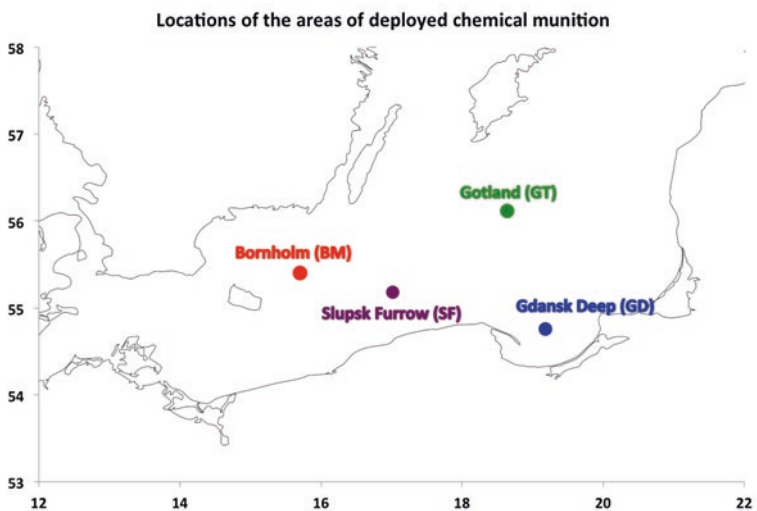 Locations of the areas of deployed chemical munition
58
57
Gotland (GT)
56
Bornholm (BM)
55
Slupsk Furrow (SF)
Gdansk Deep (GD)
54
53
12 14 16 18 20 22